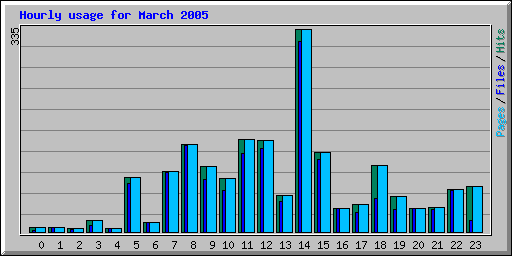 Hourly usage for March 2005
335
Pages/Files/Hits
0 1 2 3 4 5 6 7 8 9 10 11 12 13 14 15 16 17 18 19 20 21 22 23